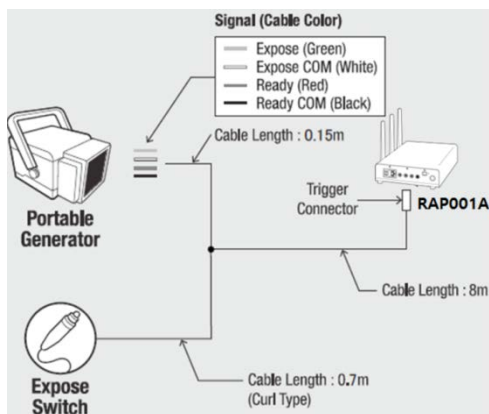 Signal (Cable Color)
Expose (Green)
Expose COM (White)
Ready (Red)
Ready COM (Black)
Cable Length : 0.15m
Portable
Generator
Trigger
Connector
RAP001A
Cable Length : 8m
Cable Length : 0.7m
(Curl Type)
Expose
Switch